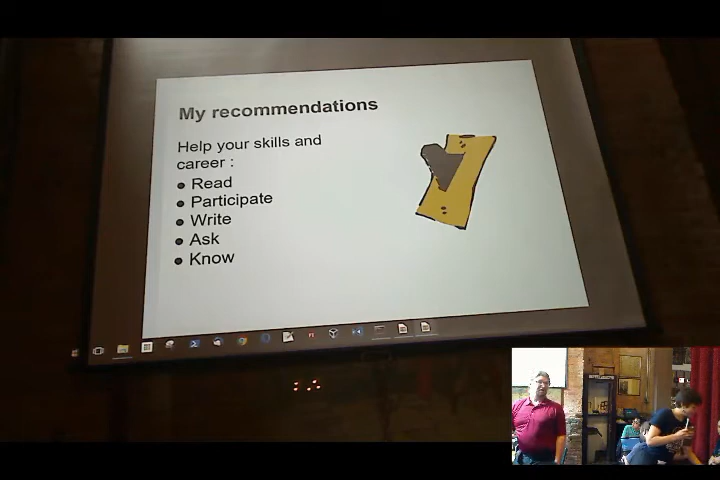 My recommendations
Help your skills and
career :
● Read
● Participate
● Write
● Ask
● Know